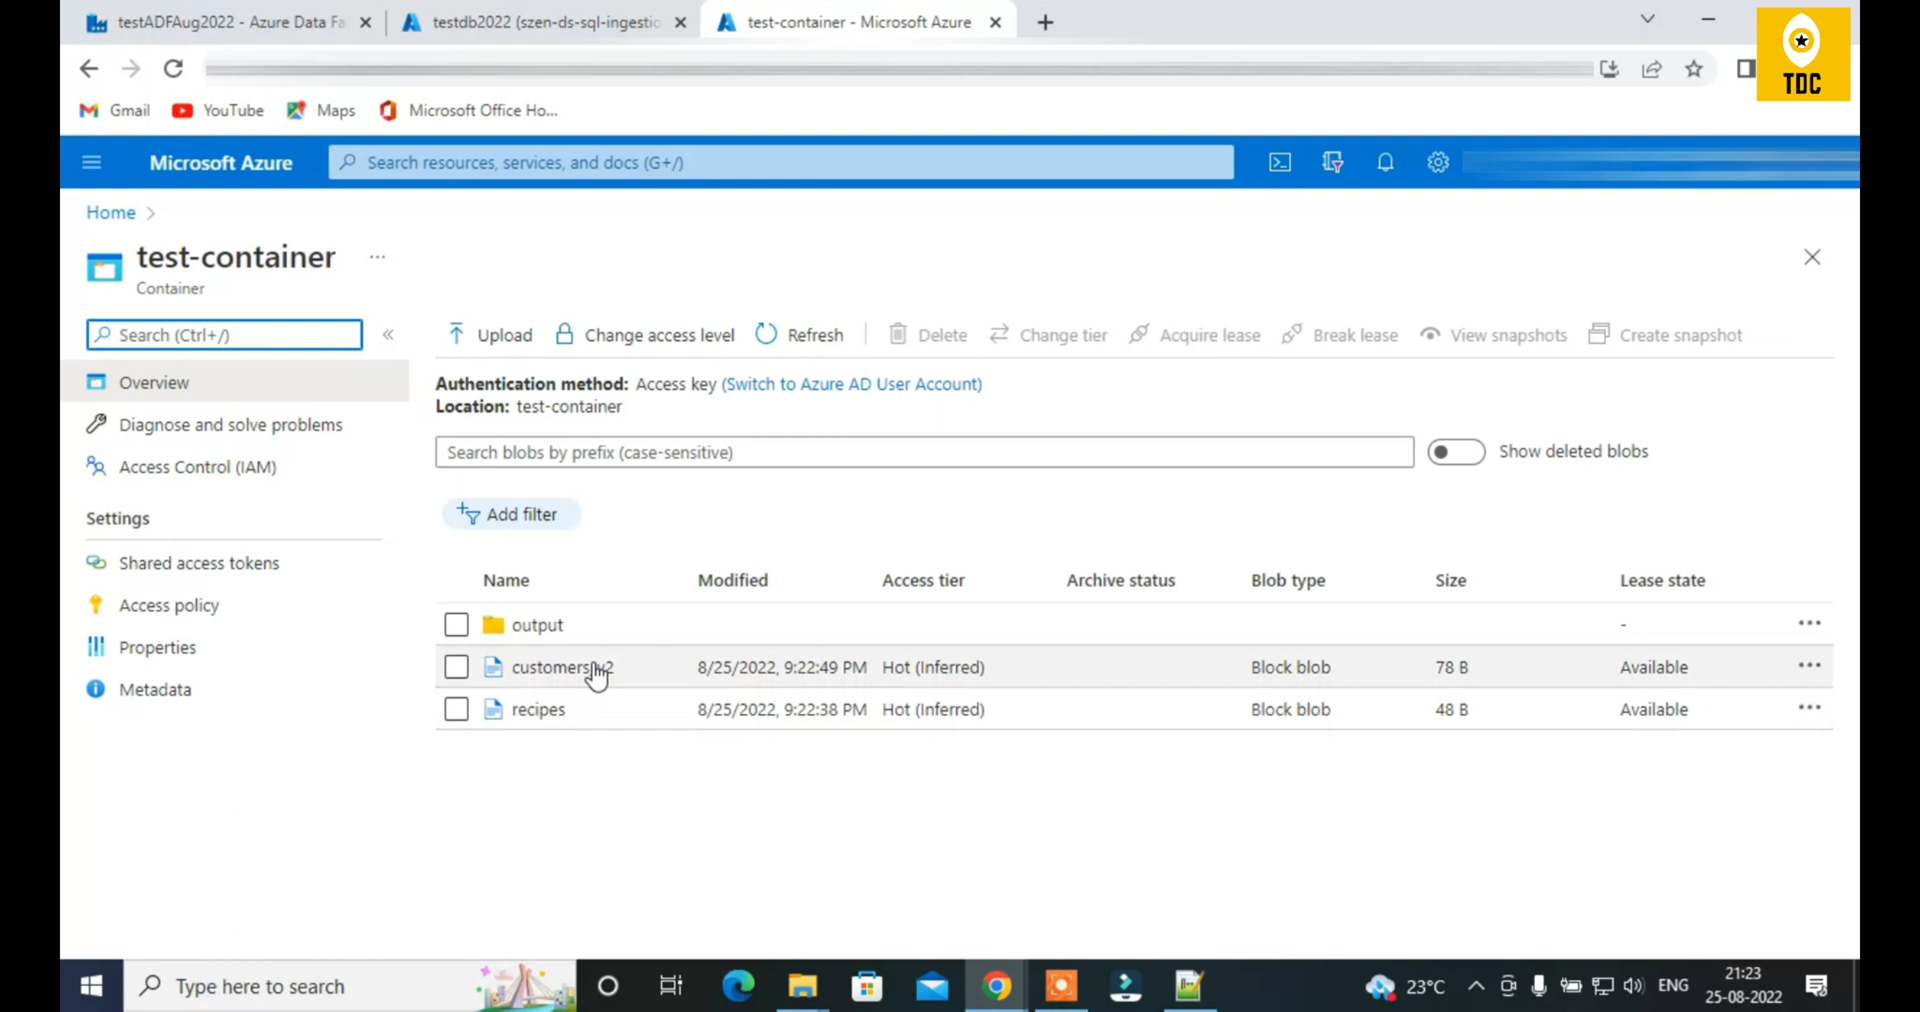 testADFAug2022 - Azure Data Fa
testdb2022 (szen-ds-sql-ingestio
test-container - Microsoft Azure
TDC
Gmail
YouTube
Maps
Microsoft Office Ho...
Microsoft Azure
Search resources, services, and docs (G+/)
Home
test-container
...
Container
Search (Ctrl+/)
Upload
Change access level
Refresh
Delete
Change tier
Acquire lease
Break lease
View snapshots
Create snapshot
Overview
Diagnose and solve problems
Access Control (IAM)
Settings
Shared access tokens
Access policy
Properties
Metadata
Authentication method: Access key (Switch to Azure AD User Account)
Location: test-container
Search blobs by prefix (case-sensitive)
Show deleted blobs
Add filter
Name Modified Access tier Archive status Blob type Size Lease state
output - ...
8/25/2022, 9:22:49 PM Hot (Inferred) Block blob 78 B Available ...
recipes 8/25/2022, 9:22:38 PM Hot (Inferred) Block blob 48 B Available ...
Type here to search
23°C
ENG
21:23
25-08-2022